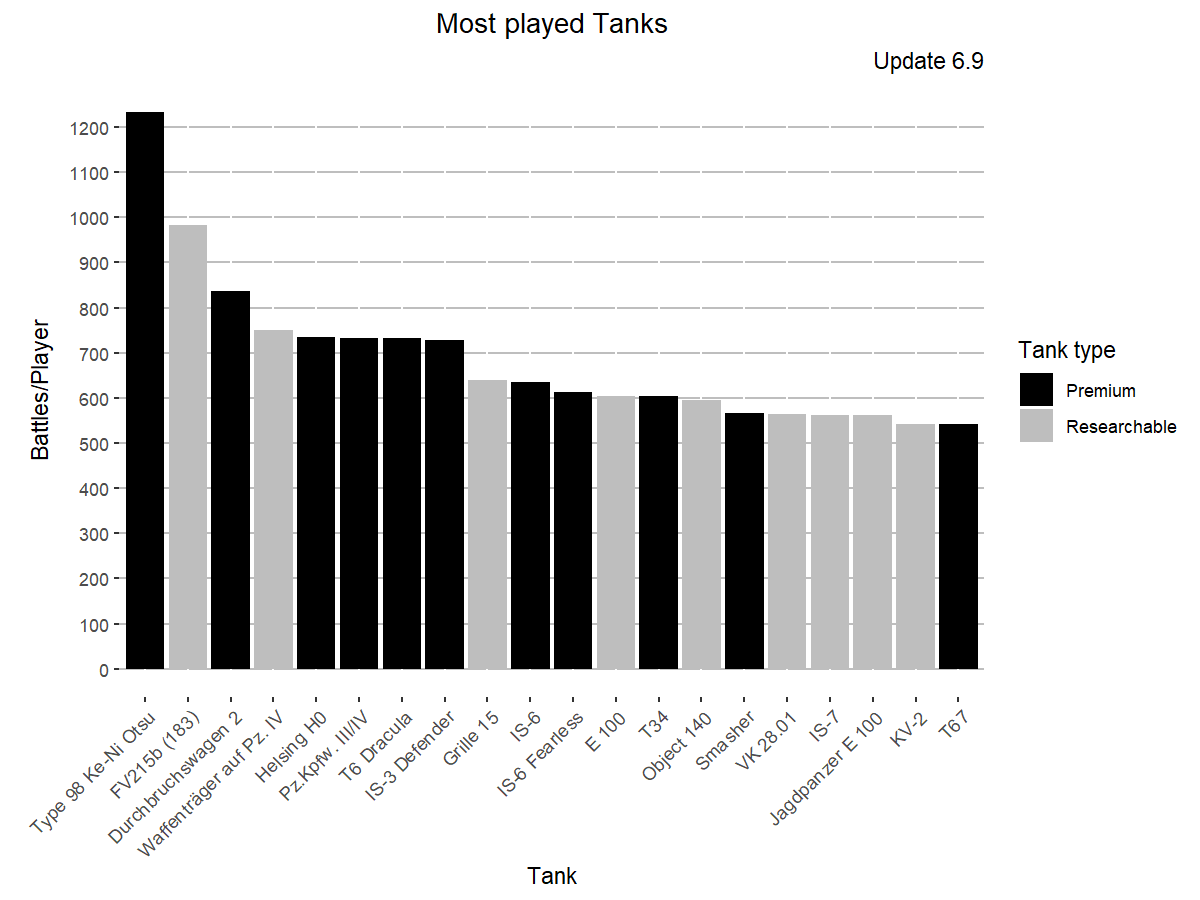 Most played Tanks
Update 6.9
Battles/Player
1200
1100
1000
900
800
700
600
500
400
300
200
100
0
Type 98 Ke-Ni Otsu
FV215b (183)
Durchbruchswagen 2
Waffenträger auf Pz. IV
Helsing H0
Pz.Kpfw. III/IV
T6 Dracula
IS-3 Defender
Grille 15
IS-6
IS-6 Fearless
E 100
T34
Object 140
Smasher
VK 28.01
IS-7
Jagdpanzer E 100
KV-2
T67
Tank
Tank type
Premium
Researchable